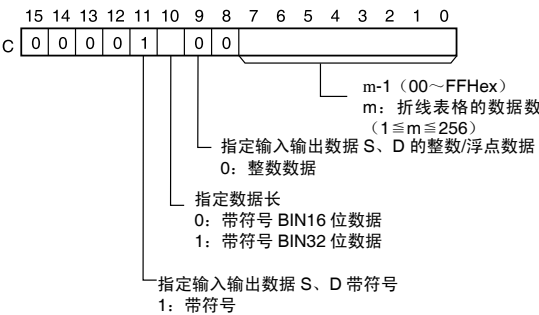 15 14 13 12 11 10 9 8 7 6 5 4 3 2 1 0
C 0 0 0 0 1 0 0
m-1（00～FFHex）
m：折线表格的数据数
（1≦m≦256）
指定输入输出数据 S、D 的整数/浮点数据
0：整数数据
指定数据长
0：带符号 BIN16 位数据
1：带符号 BIN32 位数据
指定输入输出数据 S、D 带符号
1：带符号